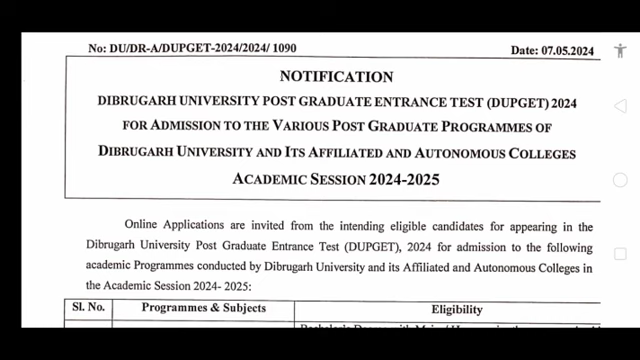 No: DU/DR-A/DUPGET-2024/2024/ 1090 Date: 07.05.2024
NOTIFICATION
DIBRUGARH UNIVERSITY POST GRADUATE ENTRANCE TEST (DUPGET) 2024
FOR ADMISSION TO THE VARIOUS POST GRADUATE PROGRAMMES OF
DIBRUGARH UNIVERSITY AND ITS AFFILIATED AND AUTONOMOUS COLLEGES
ACADEMIC SESSION 2024-2025
Online Applications are invited from the intending eligible candidates for appearing in the
Dibrugarh University Post Graduate Entrance Test (DUPGET), 2024 for admission to the following
academic Programmes conducted by Dibrugarh University and its Affiliated and Autonomous Colleges in
the Academic Session 2024- 2025:
Sl. No. Programmes & Subjects Eligibility